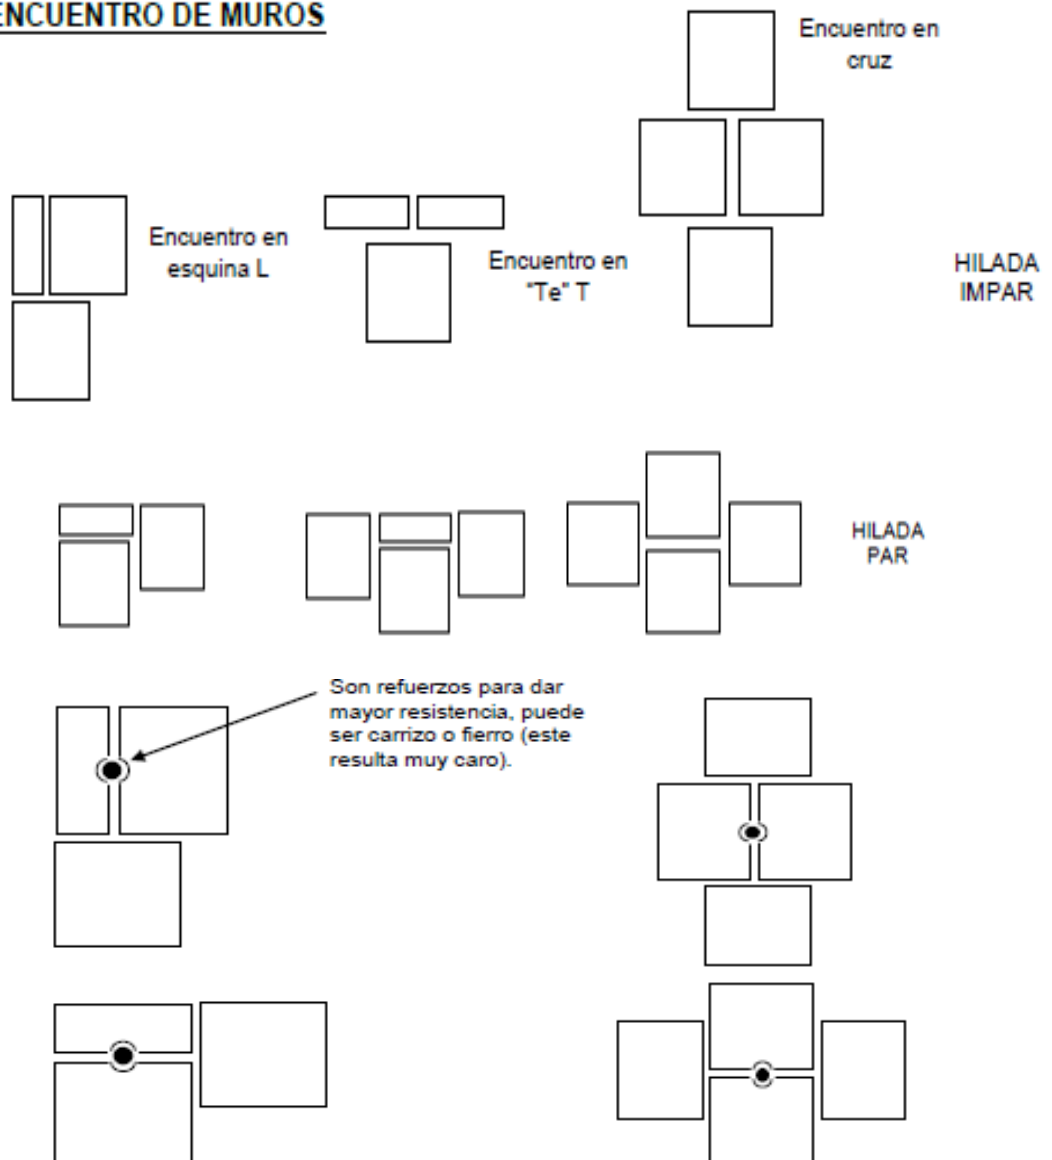 ENCUENTRO DE MUROS
Encuentro en
cruz
Encuentro en
esquina L
Encuentro en
"Te" T
HILADA
IMPAR
HILADA
PAR
Son refuerzos para dar
mayor resistencia, puede
ser carrizo o fierro (este
resulta muy caro).